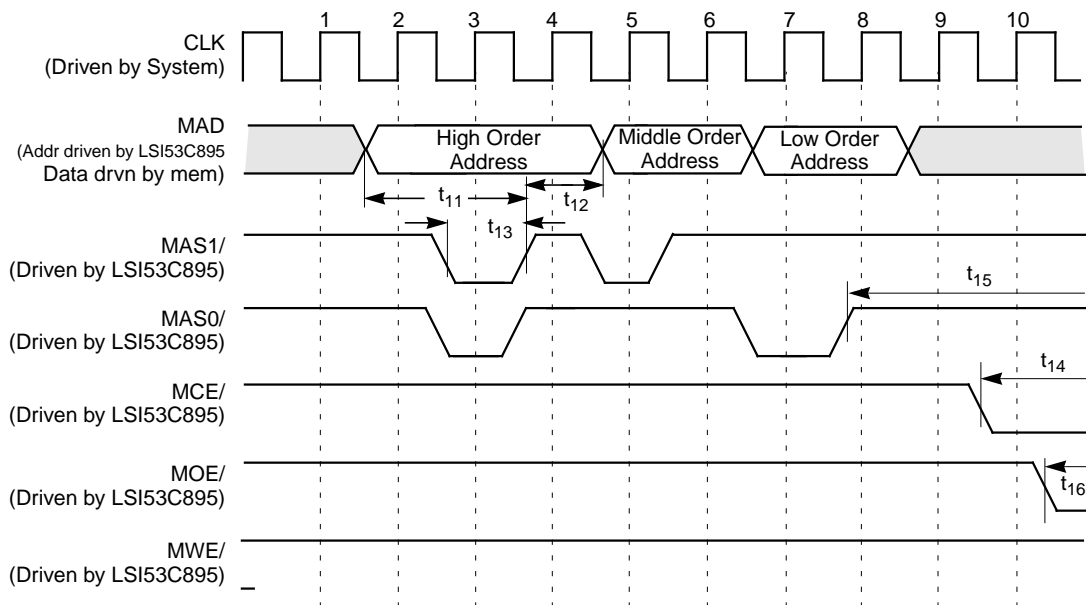 1 2 3 4 5 6 7 8 9 10
CLK
(Driven by System)
MAD
(Addr driven by LSI53C895
Data drvn by mem)
High Order
Address
Middle Order
Address
Low Order
Address
t11
t12
t13
MAS1/
(Driven by LSI53C895)
t15
MAS0/
(Driven by LSI53C895)
t14
MCE/
(Driven by LSI53C895)
MOE/
(Driven by LSI53C895)
t16
MWE/
(Driven by LSI53C895)